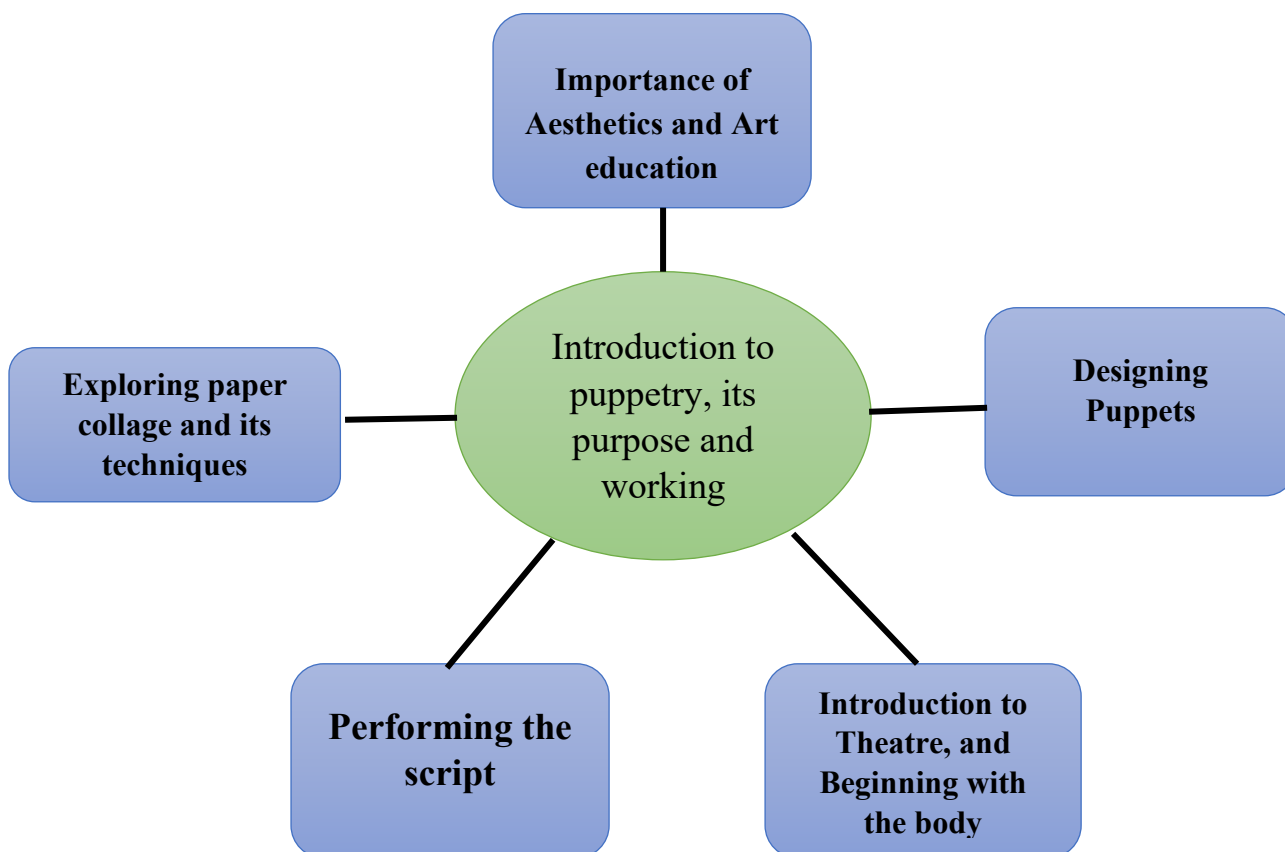 Importance of
Aesthetics and Art
education
Introduction to
puppetry, its
purpose and
working
Designing
Puppets
Exploring paper
collage and its
techniques
Performing the
script
Introduction to
Theatre, and
Beginning with
the body